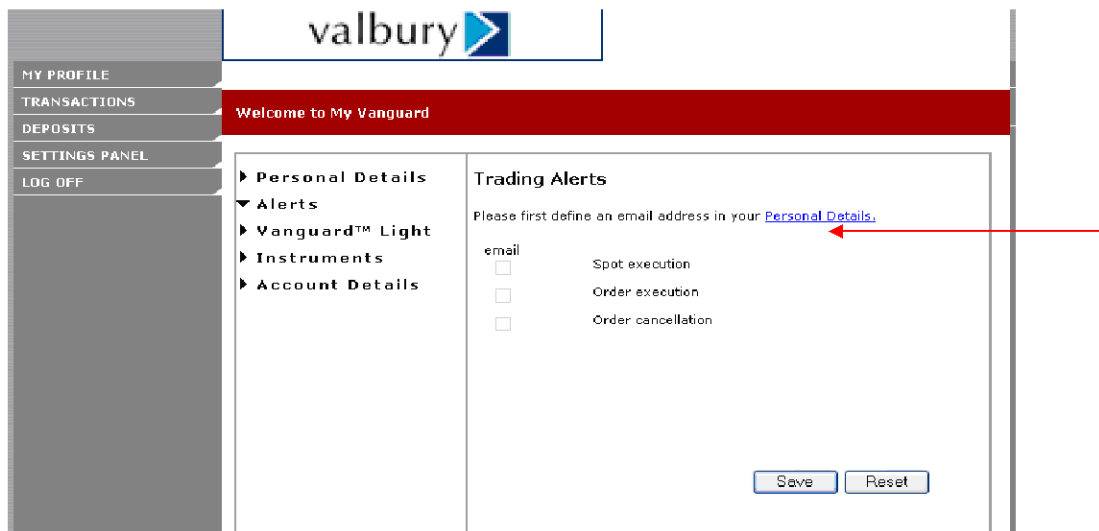 valbury
MY PROFILE
TRANSACTIONS
DEPOSITS
SETTINGS PANEL
LOG OFF
Welcome to My Vanguard
Personal Details
Alerts
Vanguard™ Light
Instruments
Account Details
Trading Alerts
Please first define an email address in your Personal Details.
email
Spot execution
Order execution
Order cancellation
Save Reset